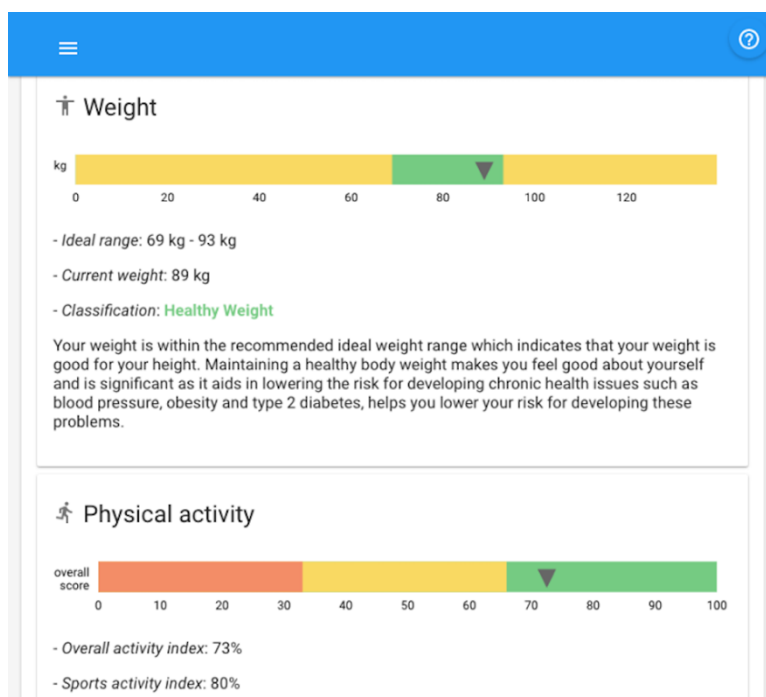 Weight
kg
0 20 40 60 80 100 120
- Ideal range: 69 kg - 93 kg
- Current weight: 89 kg
- Classification: Healthy Weight
Your weight is within the recommended ideal weight range which indicates that your weight is
good for your height. Maintaining a healthy body weight makes you feel good about yourself
and is significant as it aids in lowering the risk for developing chronic health issues such as
blood pressure, obesity and type 2 diabetes, helps you lower your risk for developing these
problems.
Physical activity
overall
score
0 10 20 30 40 50 60 70 80 90 100
- Overall activity index: 73%
- Sports activity index: 80%